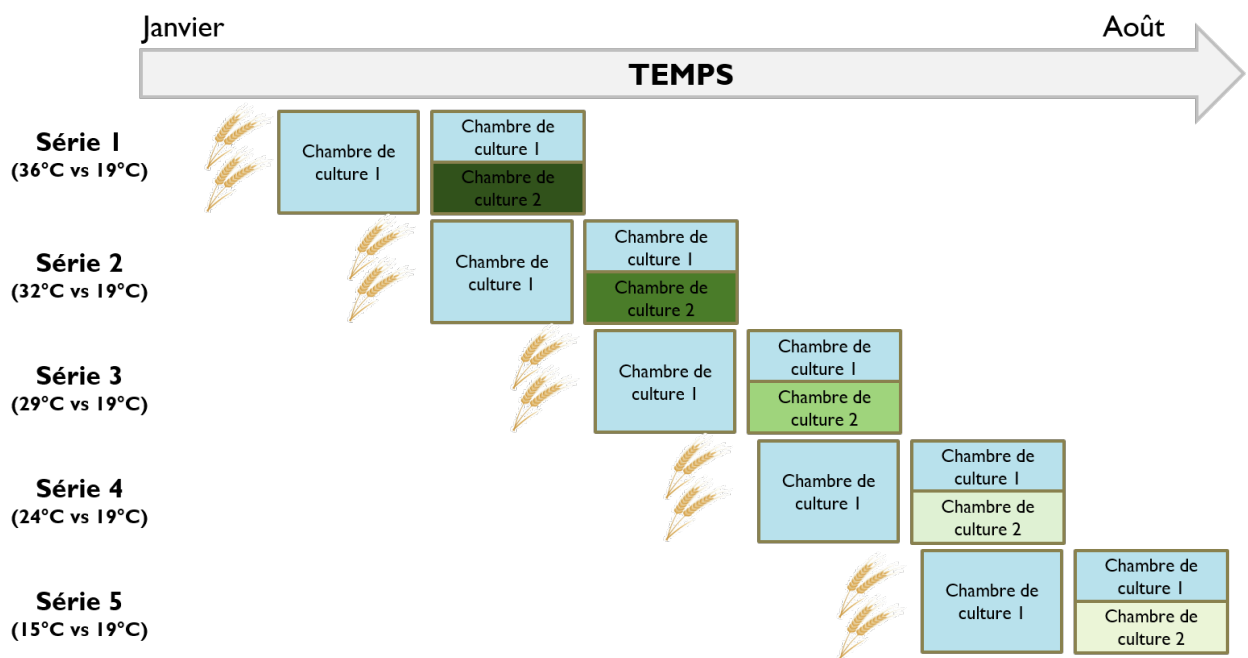 Janvier
Août
TEMPS
Série 1
(36°C vs 19°C)
Chambre de
culture 1
Chambre de
culture 1
Chambre de
culture 2
Série 2
(32°C vs 19°C)
Chambre de
culture 1
Chambre de
culture 1
Chambre de
culture 2
Série 3
(29°C vs 19°C)
Chambre de
culture 1
Chambre de
culture 1
Chambre de
culture 2
Série 4
(24°C vs 19°C)
Chambre de
culture 1
Chambre de
culture 1
Chambre de
culture 2
Série 5
(15°C vs 19°C)
Chambre de
culture 1
Chambre de
culture 1
Chambre de
culture 2